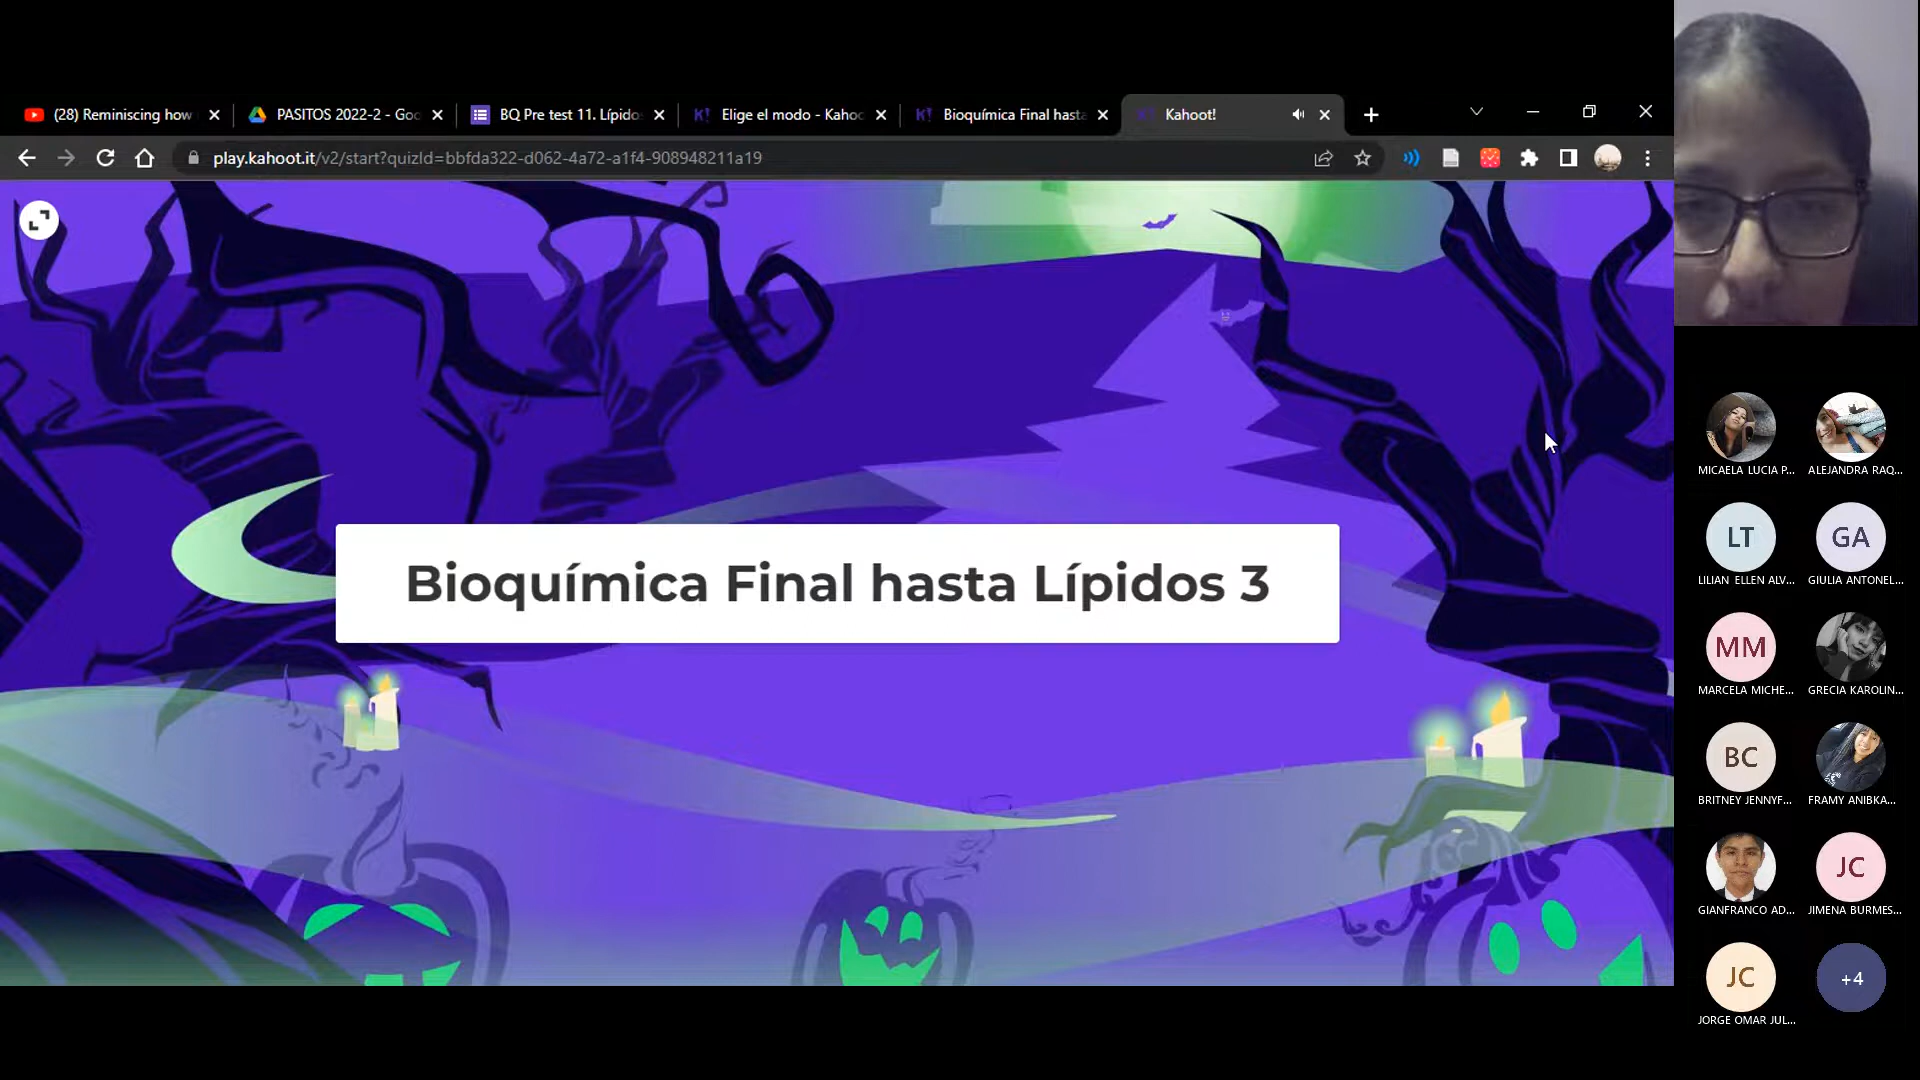 (28) Reminiscing how
PASITOS 2022-2 - Goo
BQ Pre test 11. Lípido
Elige el modo - Kahoo
Bioquímica Final hasta
Kahoot!
play.kahoot.it/v2/start?quizId=bbfda322-d062-4a72-a1f4-908948211a19
Bioquímica Final hasta Lípidos 3
MICAELA LUCIA P...
ALEJANDRA RAQ...
LT
GA
LILIAN ELLEN ALV...
GIULIA ANTONEL...
MM
MARCELA MICHE...
GRECIA KAROLIN...
BC
BRITNEY JENNYF...
FRAMY ANIBKA...
JC
GIANFRANCO AD...
JIMENA BURMES...
JC
+4
JORGE OMAR JUL...